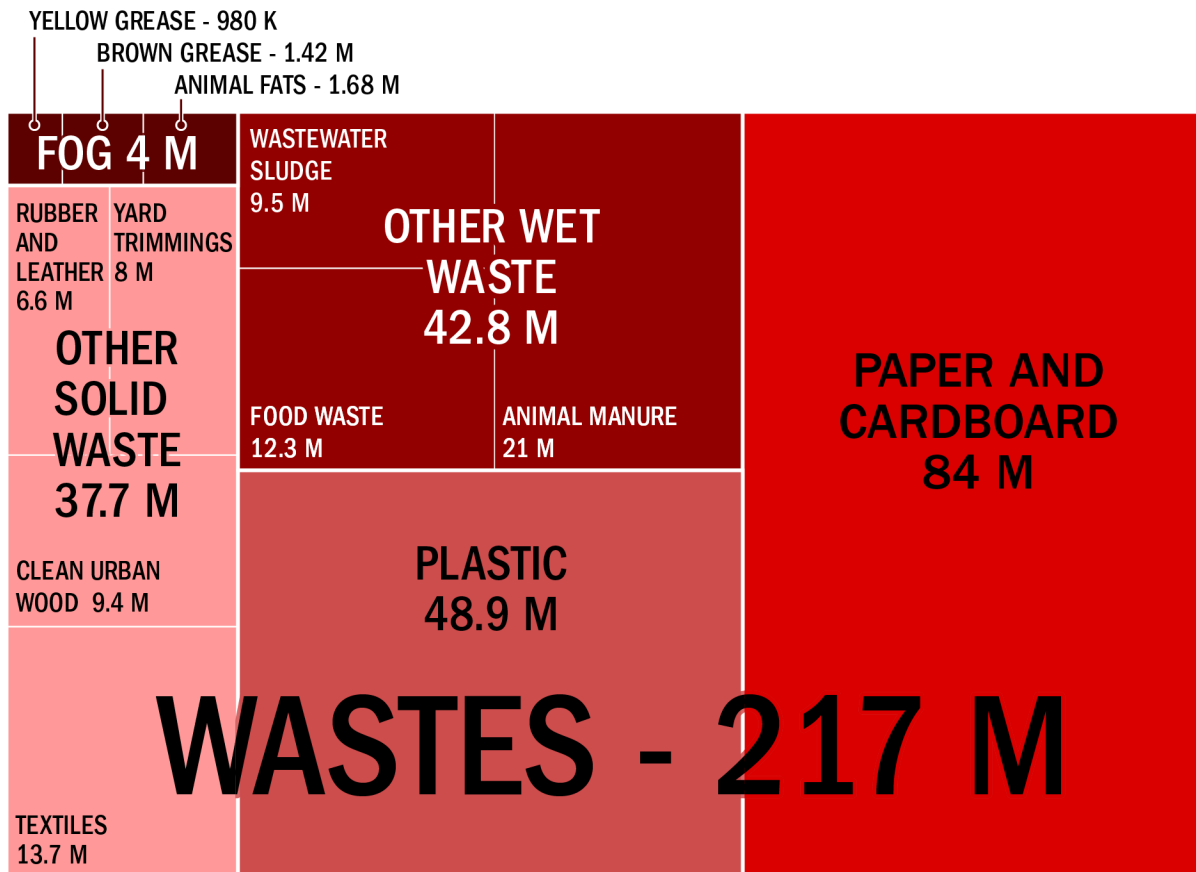 YELLOW GREASE - 980 K
BROWN GREASE - 1.42 M
ANIMAL FATS - 1.68 M
FOG 4 M
RUBBER
AND
LEATHER
6.6 M
YARD
TRIMMINGS
8 M
OTHER
SOLID
WASTE
37.7 M
CLEAN URBAN
WOOD 9.4 M
TEXTILES
13.7 M
WASTEWATER
SLUDGE
9.5 M
OTHER WET
WASTE
42.8 M
FOOD WASTE
12.3 M
ANIMAL MANURE
21 M
PLASTIC
48.9 M
PAPER AND
CARDBOARD
84 M
WASTES - 217 M